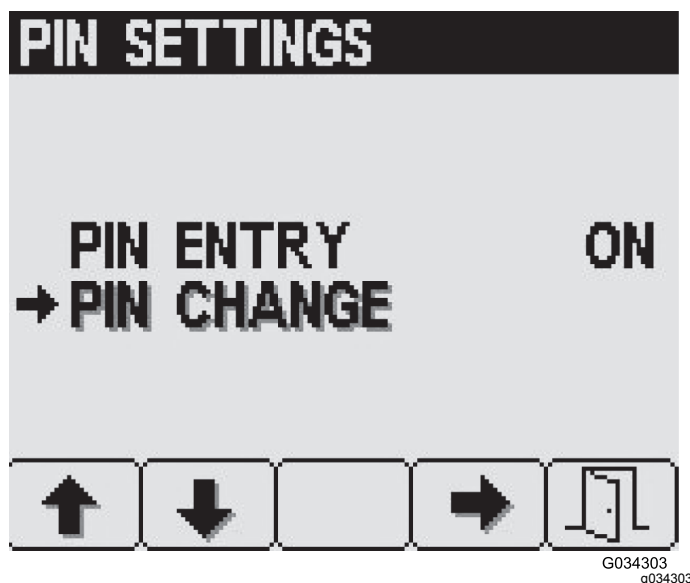 PIN SETTINGS
PIN ENTRY ON
PIN CHANGE
G034303
g034303